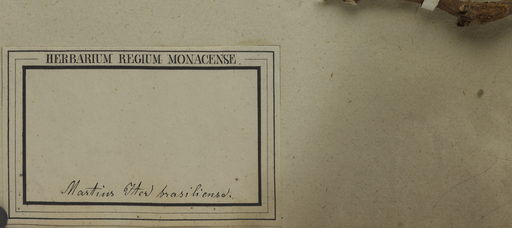 HERBARIUM REGIUM MONACENSE.
Martius Iter brasiliense.